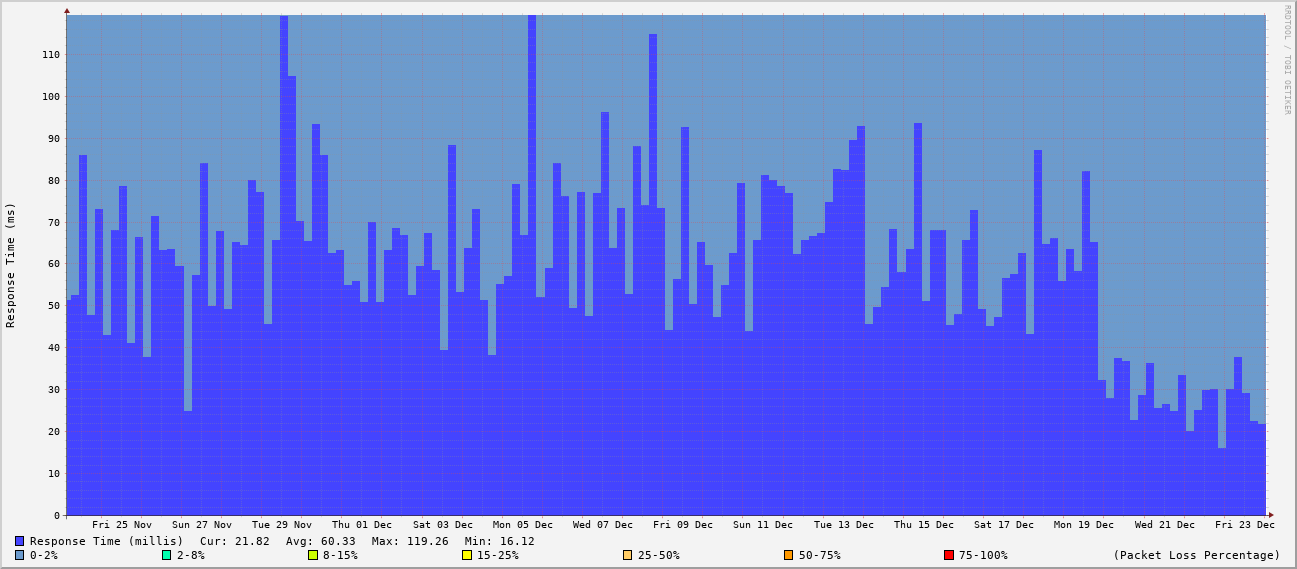 RRDTOOL / TOBI OETIKER
Response Time (ms)
110
100
90
80
70
60
50
40
30
20
10
0
Fri 25 Nov Sun 27 Nov Tue 29 Nov Thu 01 Dec Sat 03 Dec Mon 05 Dec Wed 07 Dec Fri 09 Dec Sun 11 Dec Tue 13 Dec Thu 15 Dec Sat 17 Dec Mon 19 Dec Wed 21 Dec Fri 23 Dec
Response Time (millis) Cur: 21.82 Avg: 60.33 Max: 119.26 Min: 16.12
0-2% 2-8% 8-15% 15-25% 25-50% 50-75% 75-100% (Packet Loss Percentage)